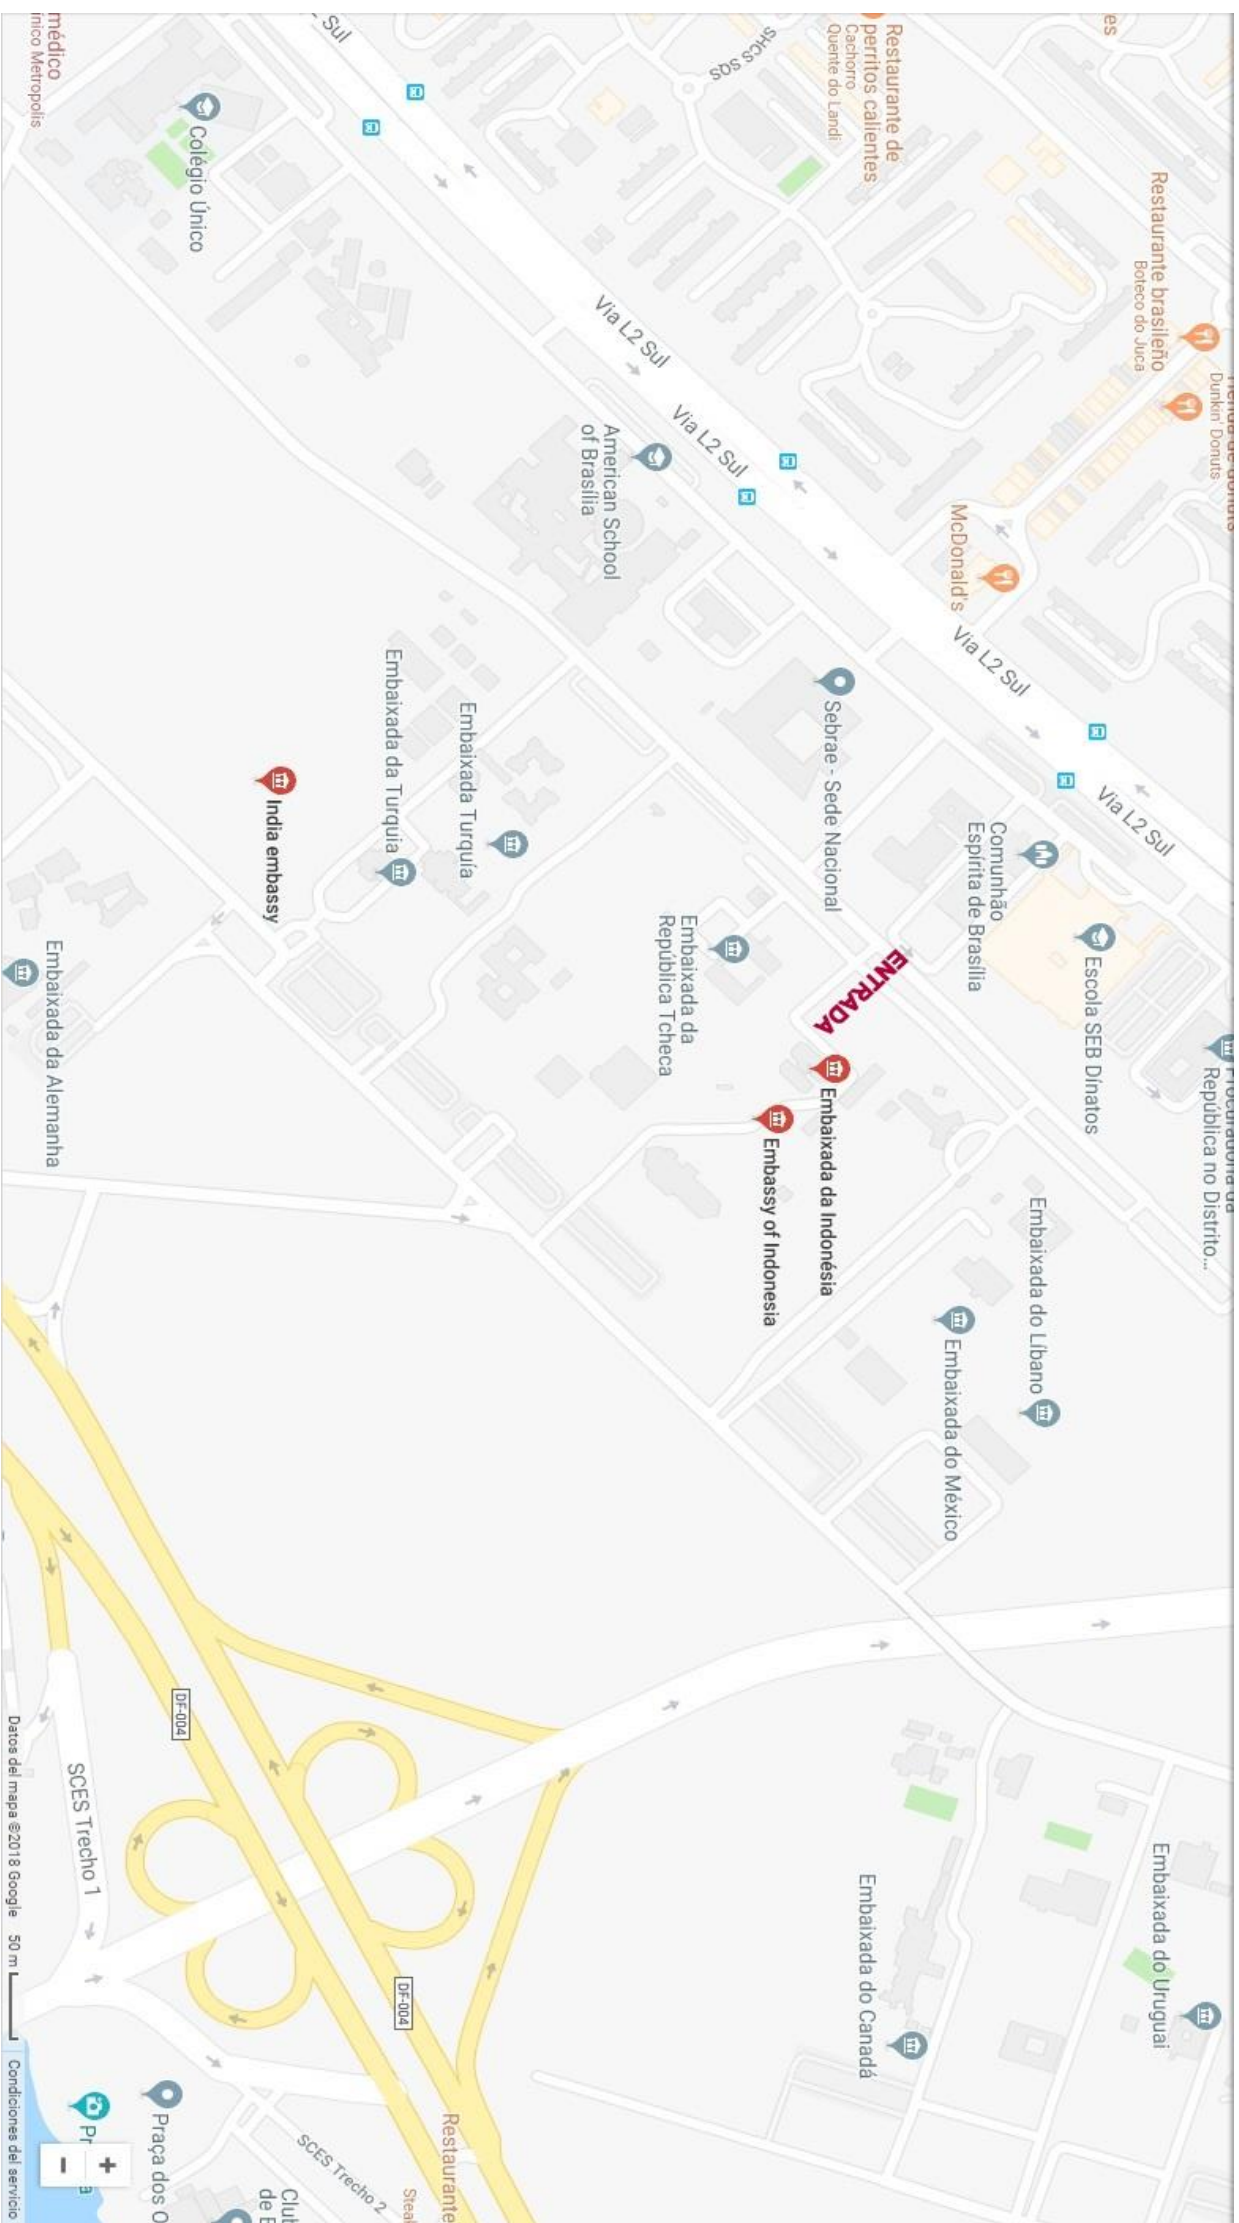 es
Restaurante de
perritos calientes
Cachorro
Quente do Landi
SHCS SQS
médico
Sul
Colégio Único
Restaurante brasileño
Boteco do Juca
Dunkin' Donuts
McDonald's
Via L2 Sul
Via L2 Sul
Via L2 Sul
Via L2 Sul
American School
of Brasília
Sebrae - Sede Nacional
Comunhão
Espírita de Brasília
Escola SEB Dínatos
República no Distrito...
ENTRADA
Embaixada da
República Tcheca
Embaixada Turquía
Embaixada da Turquia
India embassy
Embaixada da Alemanha
Embaixada da Indonésia
Embassy of Indonesia
Embaixada do Líbano
Embaixada do México
Embaixada do Uruguai
Embaixada do Canadá
DF-004
DF-004
SCES Trecho 1
SCES Trecho 2
Restaurante
Praça dos
Datos del mapa ©2018 Google 50 m Condiciones del servicio